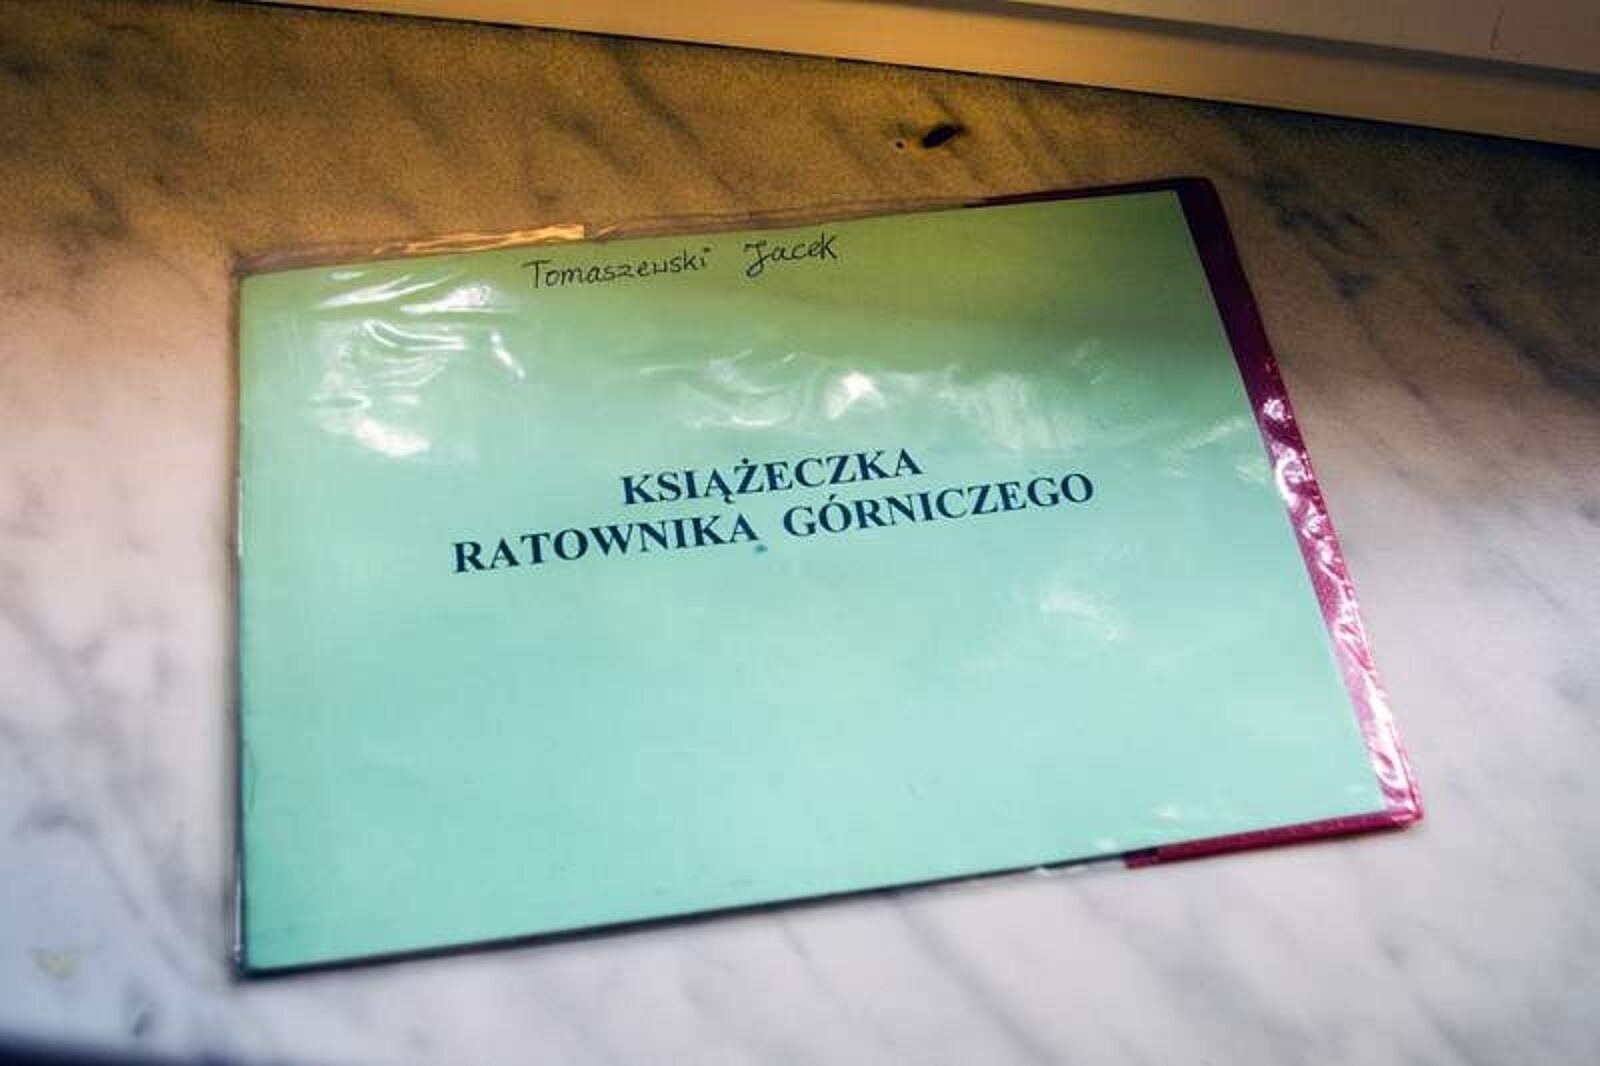 Tomaszewski Jacek
KSIĄŻECZKA
RATOWNIKA GÓRNICZEGO